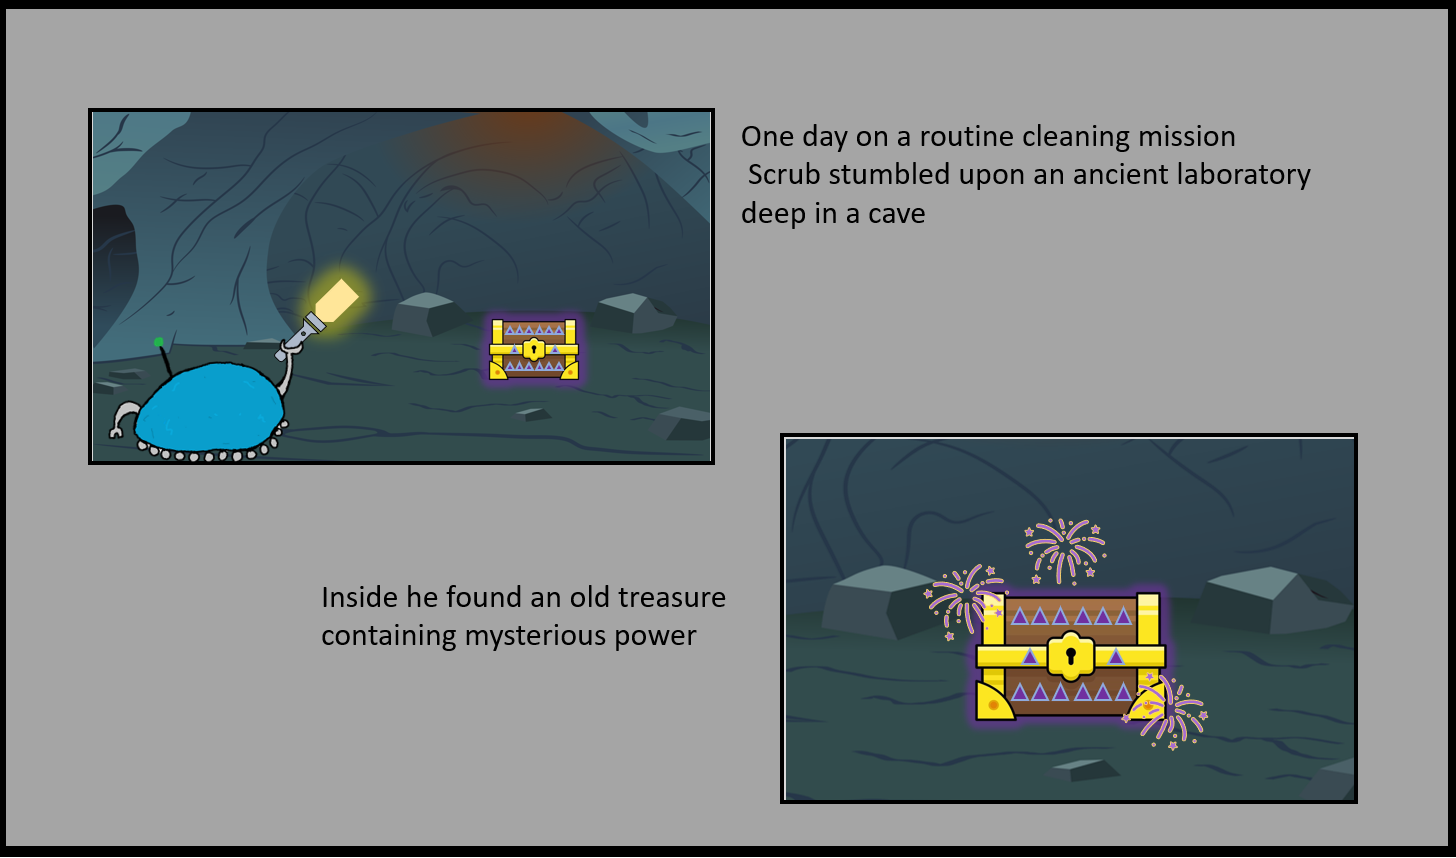 One day on a routine cleaning mission
Scrub stumbled upon an ancient laboratory
deep in a cave
Inside he found an old treasure
containing mysterious power